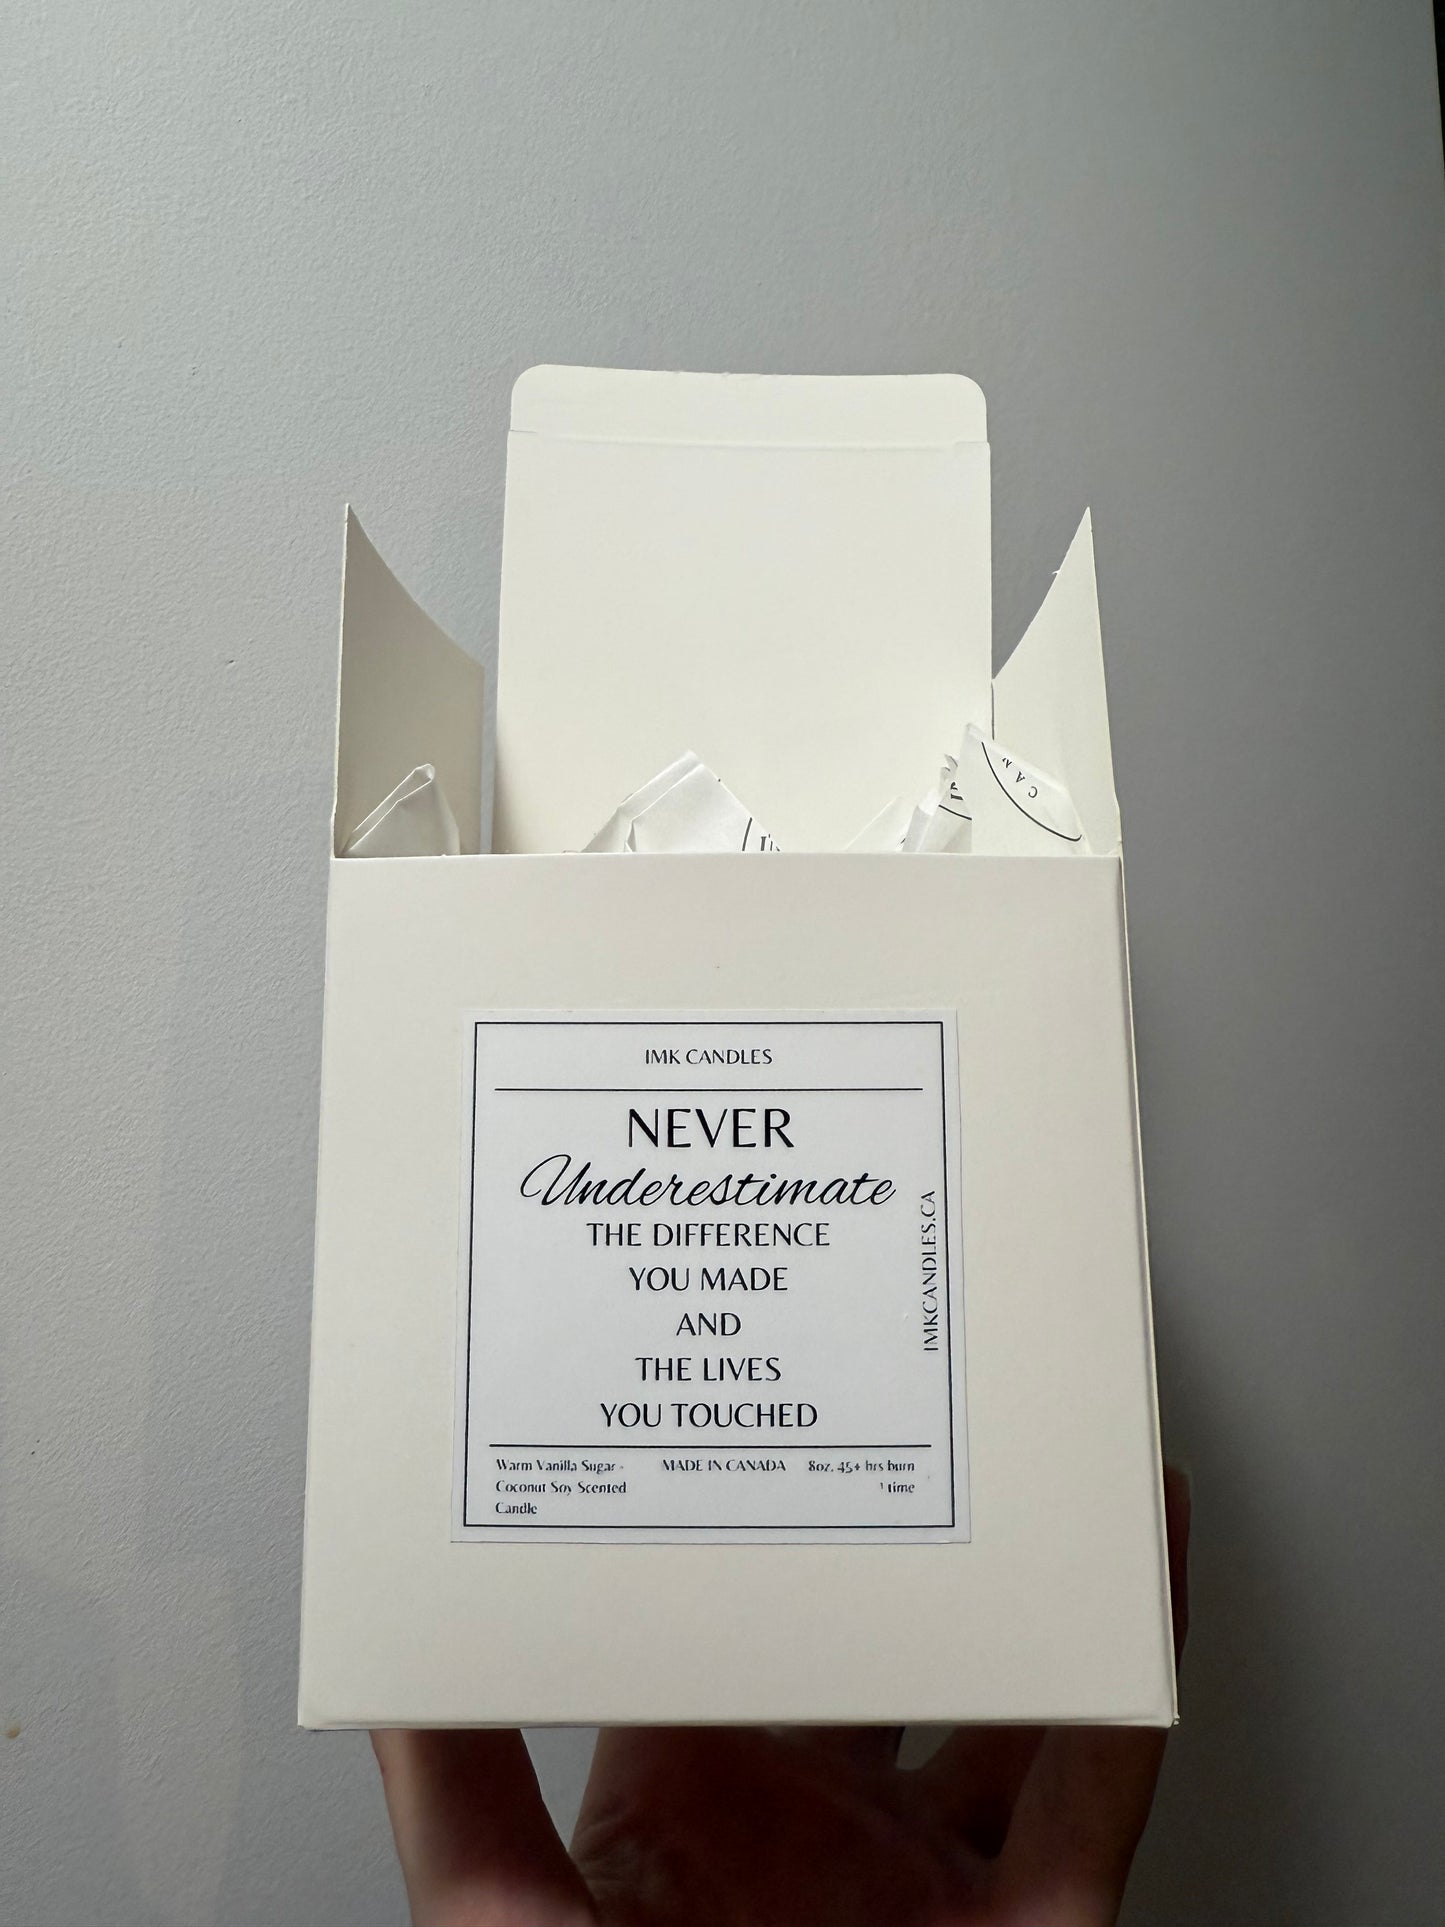 CAN
IMK CANDLES
NEVER
Underestimate
THE DIFFERENCE
YOU MADE
AND
THE LIVES
YOU TOUCHED
IMKCANDLES.CA
Warm Vanilla Sugar -
Coconut Soy Scented
Candle
MADE IN CANADA
8oz, 45+ hrs burn
time